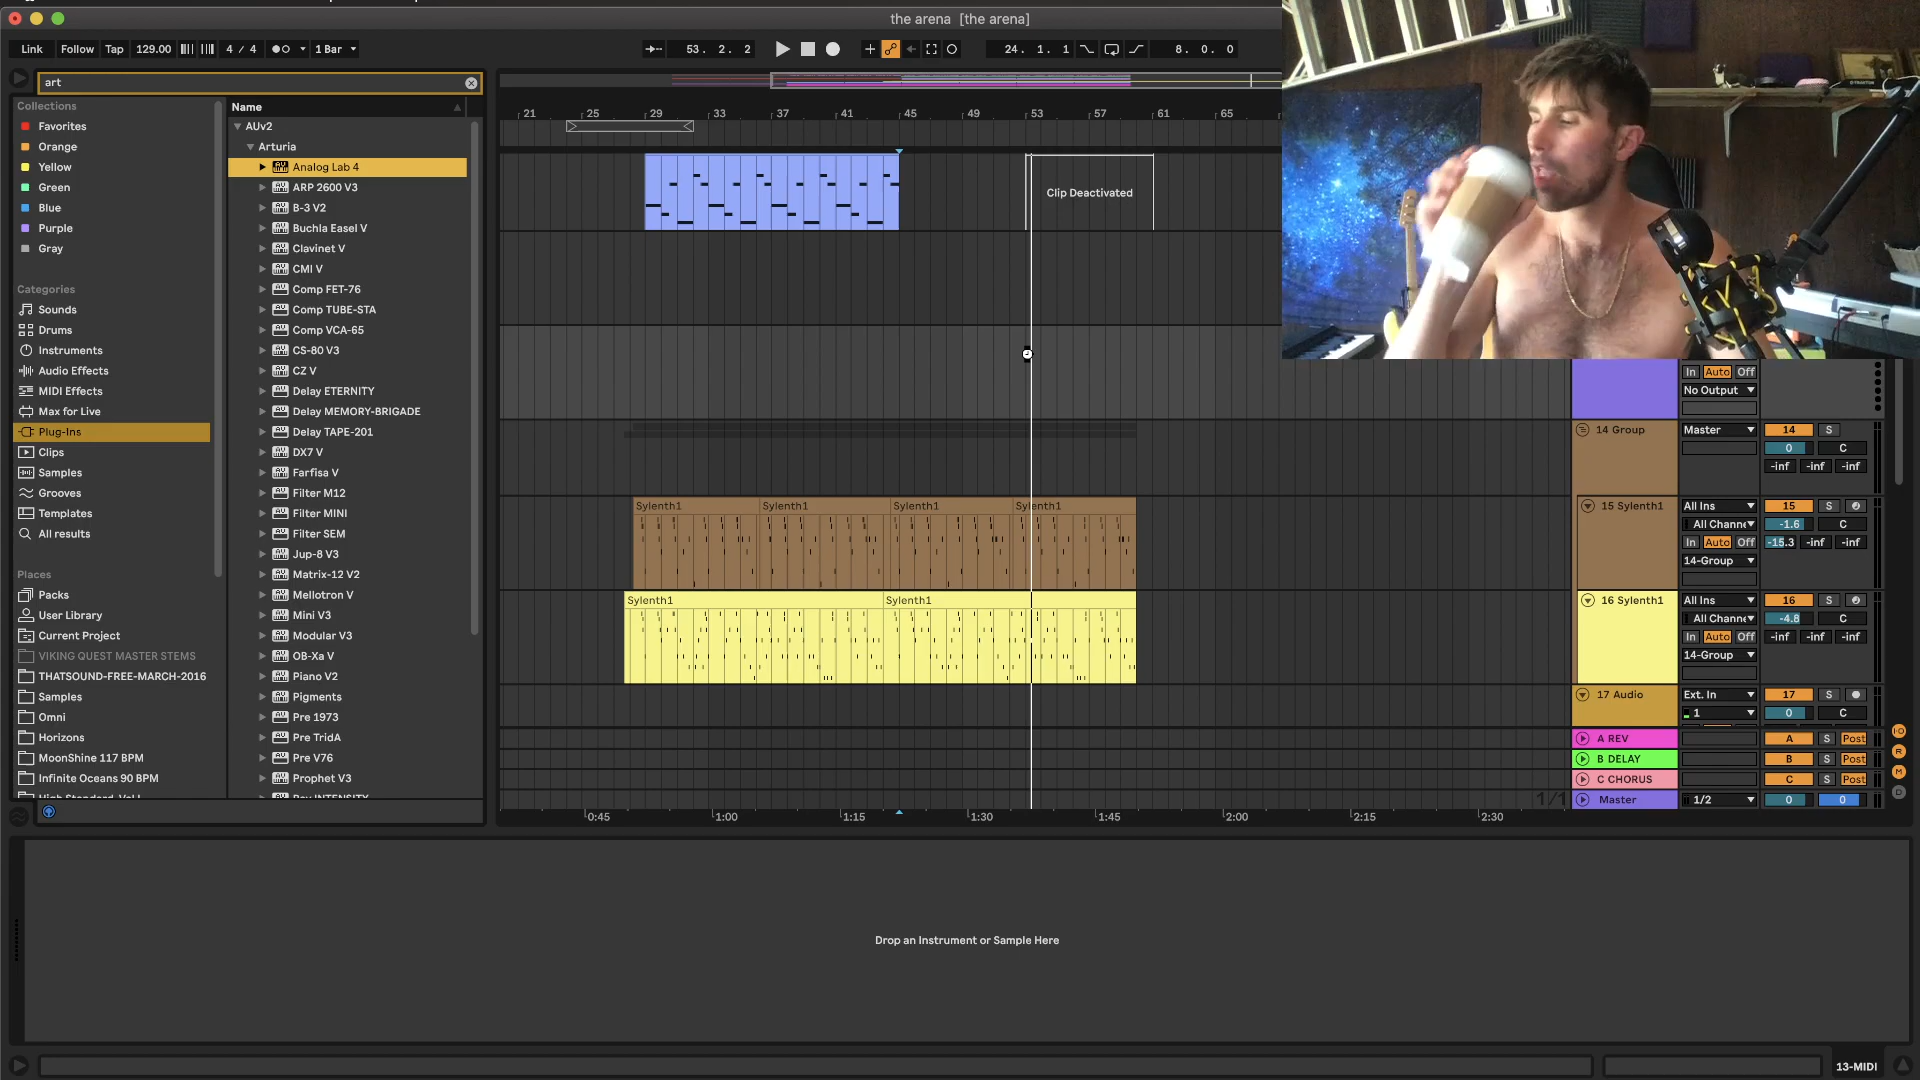 the arena [the arena]
Link Follow Tap 129.00 4 / 4 1 Bar 53. 2. 2 24. 1. 1 8. 0. 0
art
Collections
Favorites
Orange
Yellow
Green
Blue
Purple
Gray
Categories
Sounds
Drums
Instruments
Audio Effects
MIDI Effects
Max for Live
Plug-Ins
Clips
Samples
Grooves
Templates
All results
Places
Packs
User Library
Current Project
VIKING QUEST MASTER STEMS
THATSOUND-FREE-MARCH-2016
Samples
Omni
Horizons
MoonShine 117 BPM
Infinite Oceans 90 BPM
Name
AUv2
Arturia
Analog Lab 4
ARP 2600 V3
B-3 V2
Buchla Easel V
Clavinet V
CMI V
Comp FET-76
Comp TUBE-STA
Comp VCA-65
CS-80 V3
CZ V
Delay ETERNITY
Delay MEMORY-BRIGADE
Delay TAPE-201
DX7 V
Farfisa V
Filter M12
Filter MINI
Filter SEM
Jup-8 V3
Matrix-12 V2
Mellotron V
Mini V3
Modular V3
OB-Xa V
Piano V2
Pigments
Pre 1973
Pre TridA
Pre V76
Prophet V3
21 25 29 33 37 41 45 49 53 57 61 65
Clip Deactivated
Sylenth1 Sylenth1 Sylenth1 Sylenth1
Sylenth1 Sylenth1
0:45 1:00 1:15 1:30 1:45 2:00 2:15 2:30
1/1
In Auto Off
No Output
14 Group Master 14 S
0 C
-inf -inf -inf
15 Sylenth1 All Ins 15 S
All Channe -1.6 C
In Auto Off -15.3 -inf -inf
14-Group
16 Sylenth1 All Ins 16 S
All Channe -4.8 C
In Auto Off -inf -inf -inf
14-Group
17 Audio Ext. In 17 S
1 0 C
A REV A S Post
B DELAY B S Post
C CHORUS C S Post
Master 1/2 0 0
Drop an Instrument or Sample Here
13-MIDI